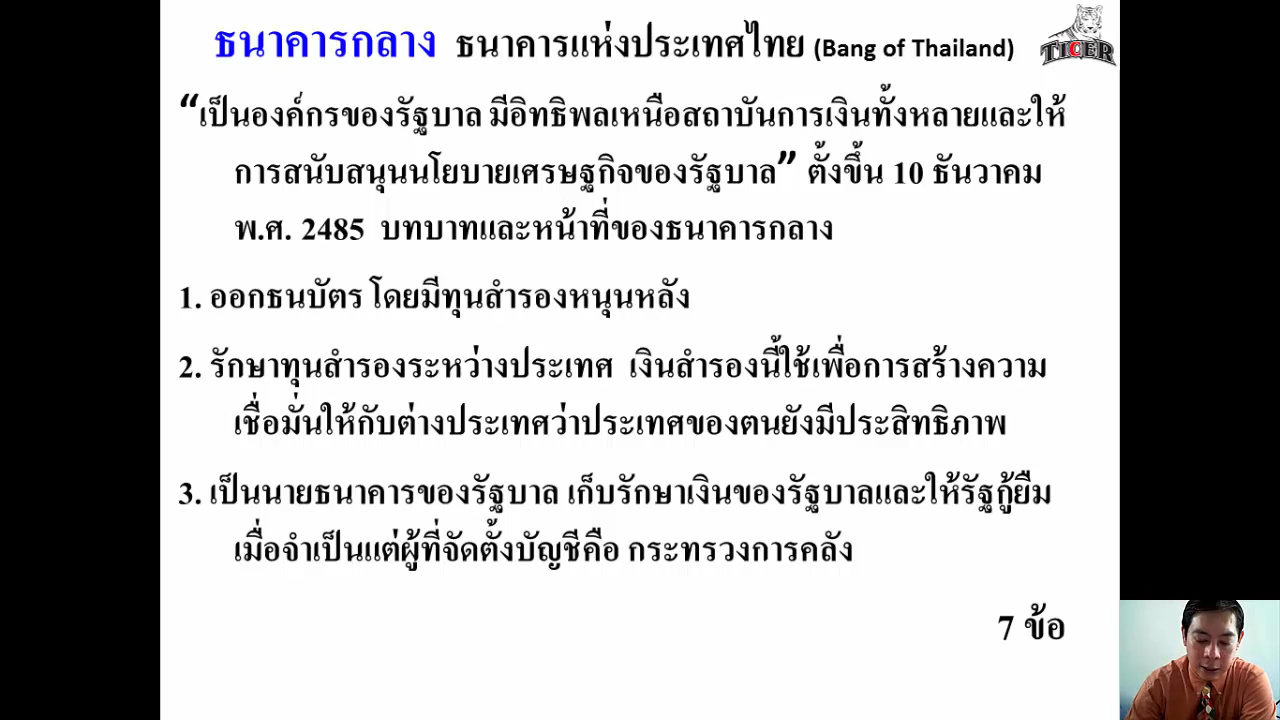 ธนาคารกลาง ธนาคารแห่งประเทศไทย (Bang of Thailand)
TIGER
“เป็นองค์กรของรัฐบาล มีอิทธิพลเหนือสถาบันการเงินทั้งหลายและให้
การสนับสนุนนโยบายเศรษฐกิจของรัฐบาล” ตั้งขึ้น 10 ธันวาคม
พ.ศ. 2485 บทบาทและหน้าที่ของธนาคารกลาง
1. ออกธนบัตร โดยมีทุนสำรองหนุนหลัง
2. รักษาทุนสำรองระหว่างประเทศ เงินสำรองนี้ใช้เพื่อการสร้างความ
เชื่อมั่นให้กับต่างประเทศว่าประเทศของตนยังมีประสิทธิภาพ
3. เป็นนายธนาคารของรัฐบาล เก็บรักษาเงินของรัฐบาลและให้รัฐกู้ยืม
เมื่อจำเป็นแต่ผู้ที่จัดตั้งบัญชีคือ กระทรวงการคลัง
7 ข้อ